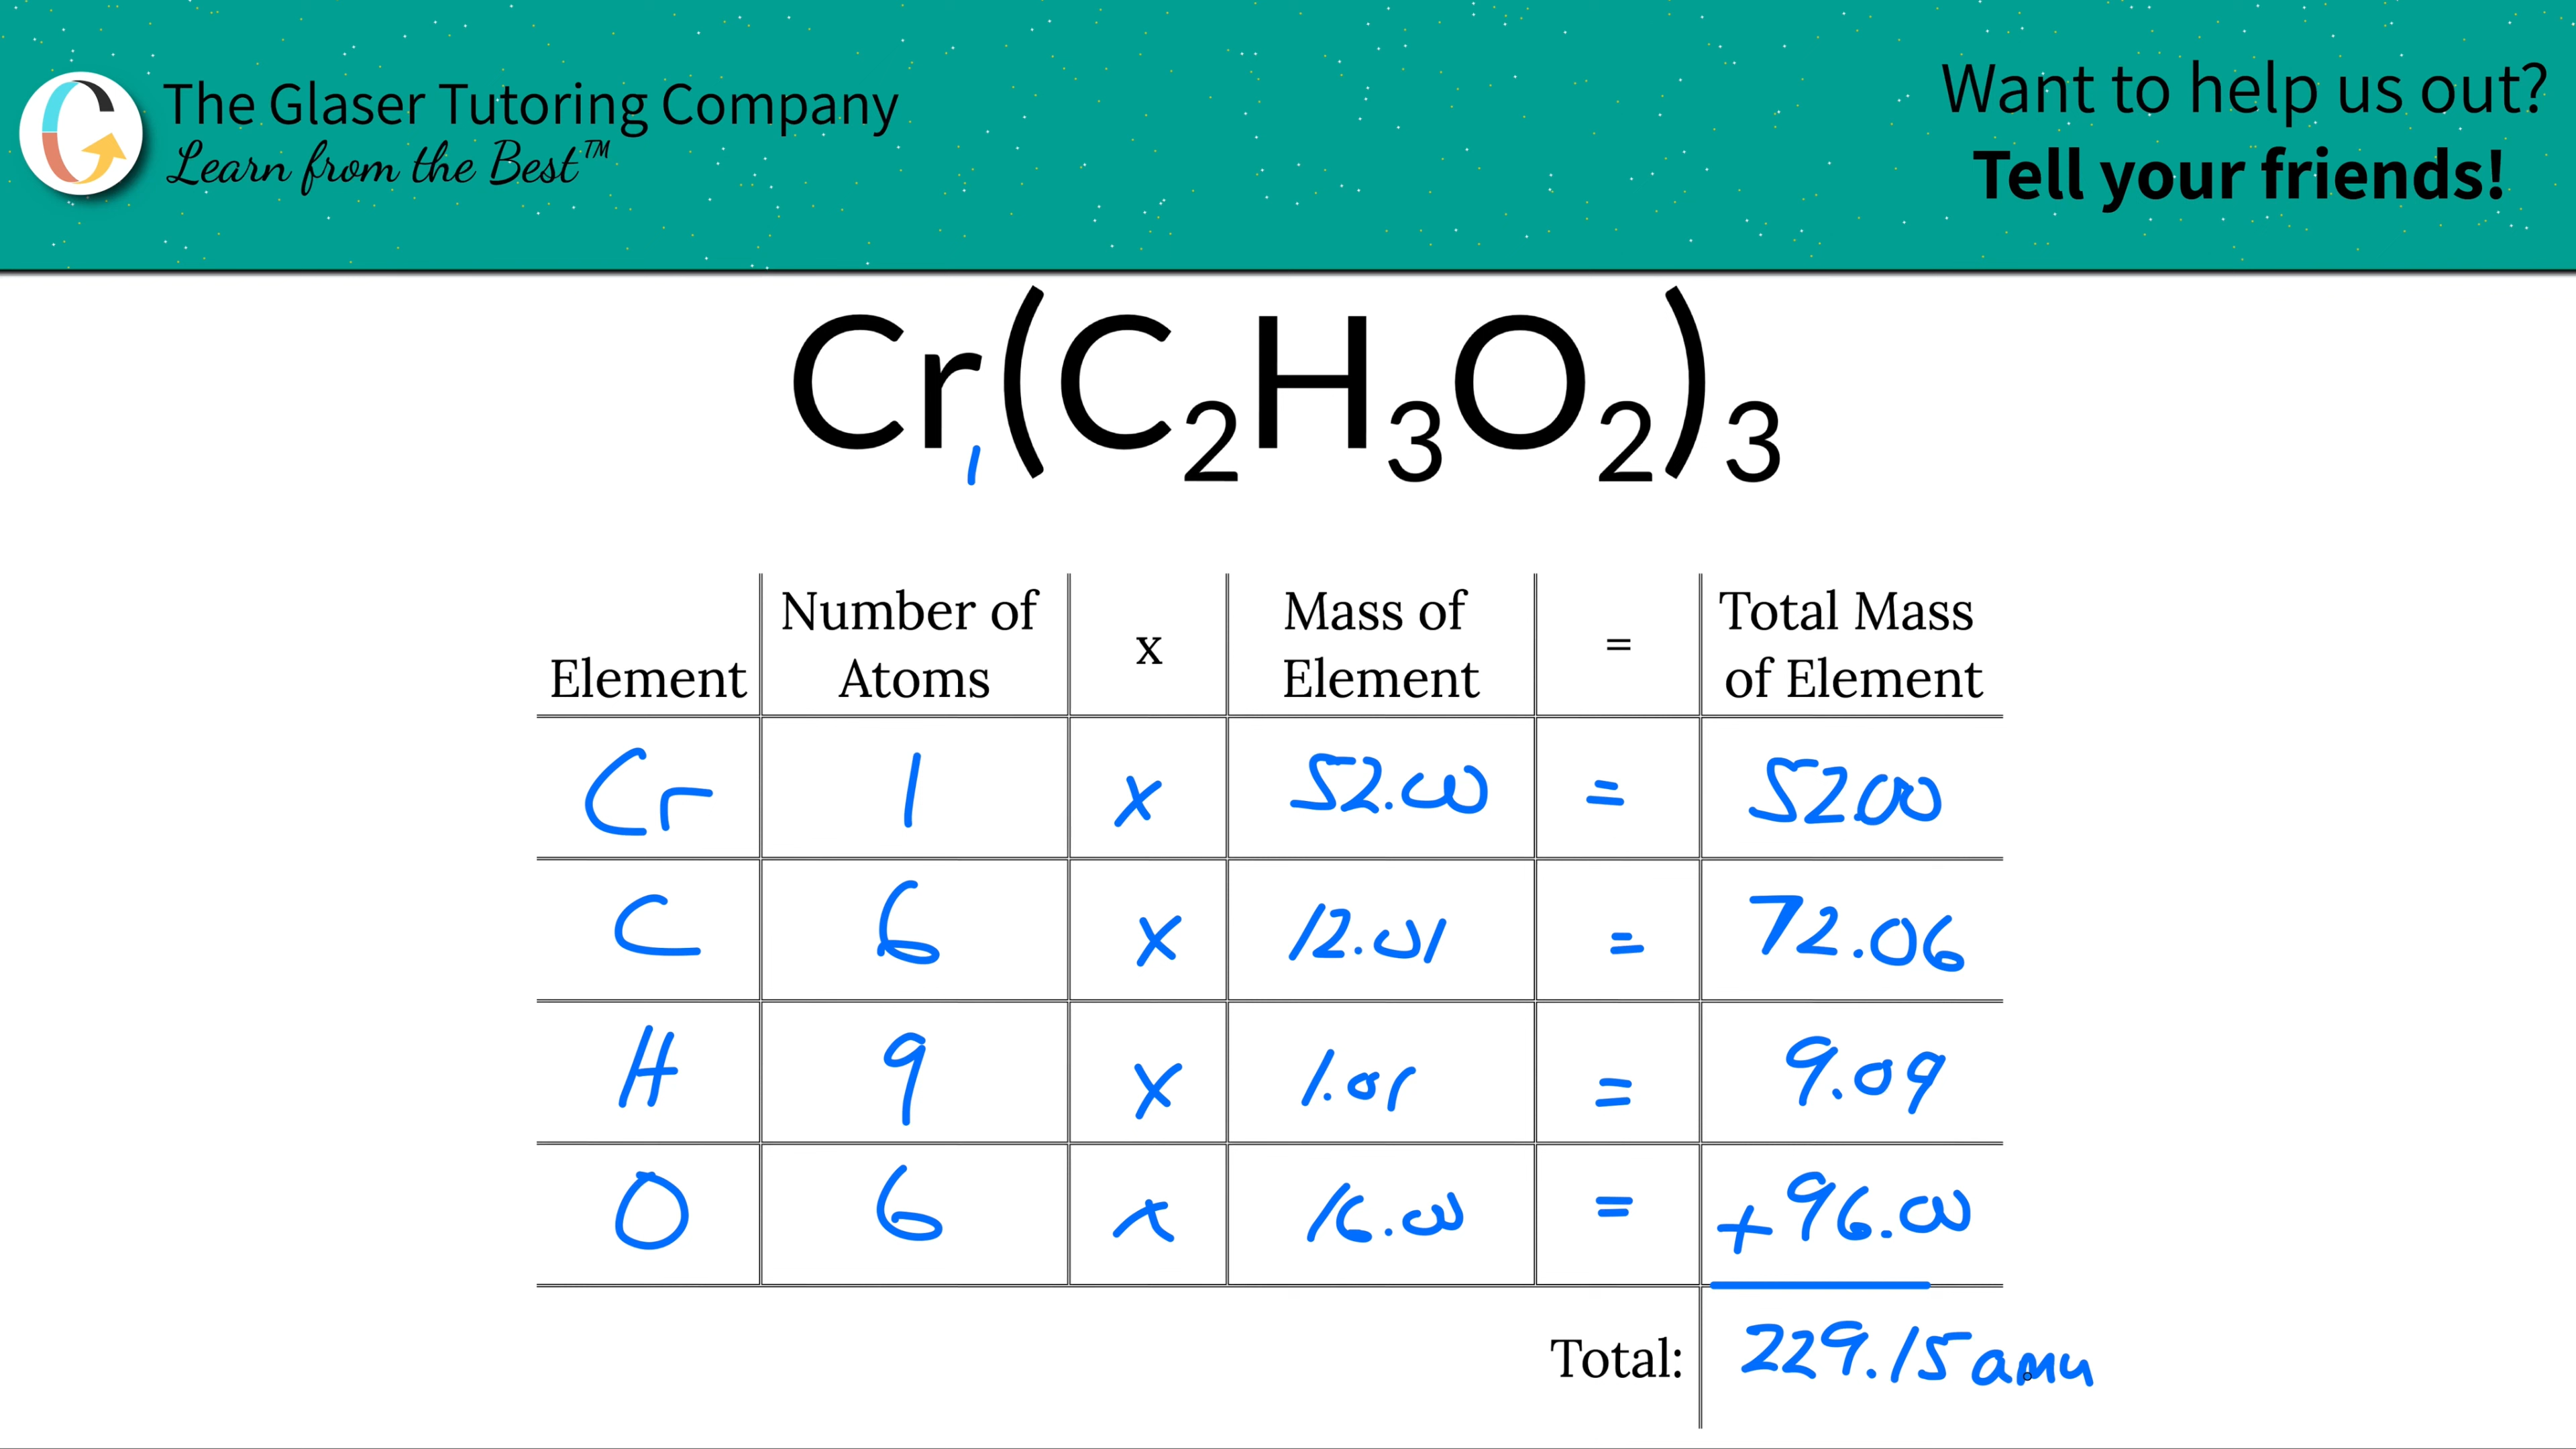 The Glaser Tutoring Company
Learn from the Best™
Want to help us out?
Tell your friends!
Cr₁(C₂H₃O₂)₃
Element Number of Atoms x Mass of Element = Total Mass of Element
Cr 1 x 52.00 = 52.00
C 6 x 12.01 = 72.06
H 9 x 1.01 = 9.09
O 6 x 16.00 = +96.00
Total: 229.15 amu